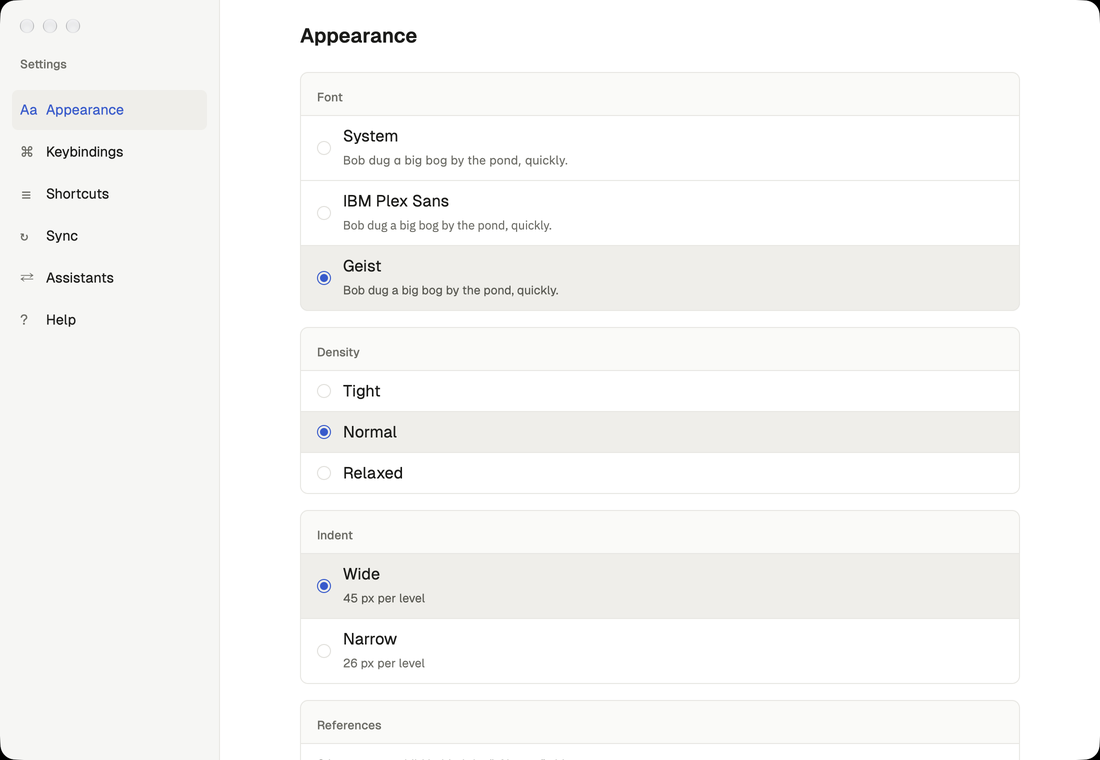 Settings
Aa Appearance
⌘ Keybindings
≡ Shortcuts
↻ Sync
⇄ Assistants
? Help
Appearance
Font
System
Bob dug a big bog by the pond, quickly.
IBM Plex Sans
Bob dug a big bog by the pond, quickly.
Geist
Bob dug a big bog by the pond, quickly.
Density
Tight
Normal
Relaxed
Indent
Wide
45 px per level
Narrow
26 px per level
References